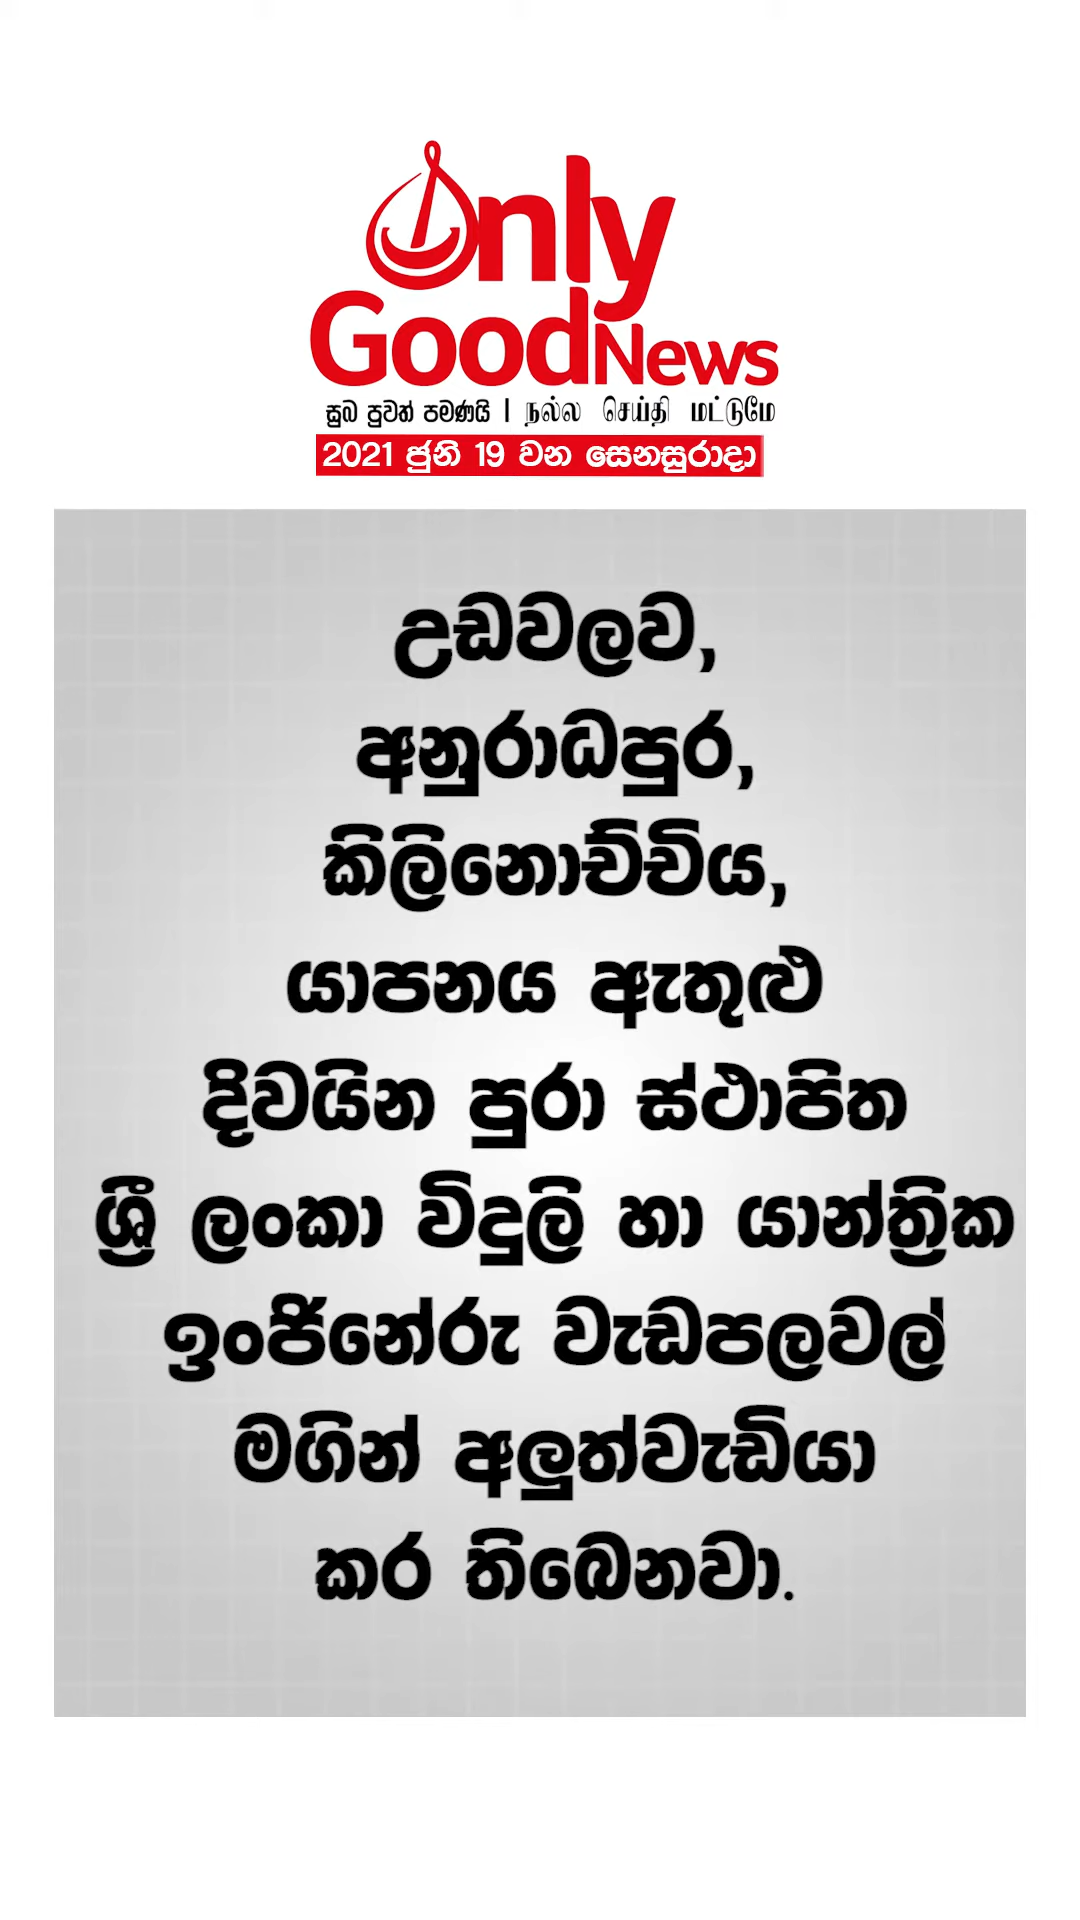 Only
Good News
සුබ පුවත් පමණයි | நல்ல செய்தி மட்டுமே
2021 ජුනි 19 වන සෙනසුරාදා
උඩවලව,
අනුරාධපුර,
කිලිනොච්චිය,
යාපනය ඇතුළු
දිවයින පුරා ස්ථාපිත
ශ්‍රී ලංකා විදුලි හා යාන්ත්‍රික
ඉංජිනේරු වැඩපලවල්
මගින් අලුත්වැඩියා
කර තිබෙනවා.